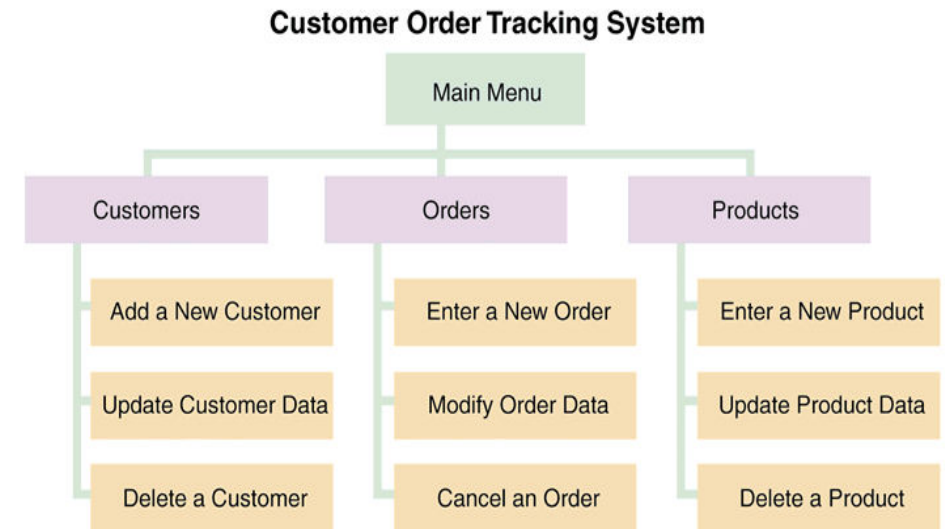 Customer Order Tracking System
Main Menu
Customers
Orders
Products
Add a New Customer
Enter a New Order
Enter a New Product
Update Customer Data
Modify Order Data
Update Product Data
Delete a Customer
Cancel an Order
Delete a Product